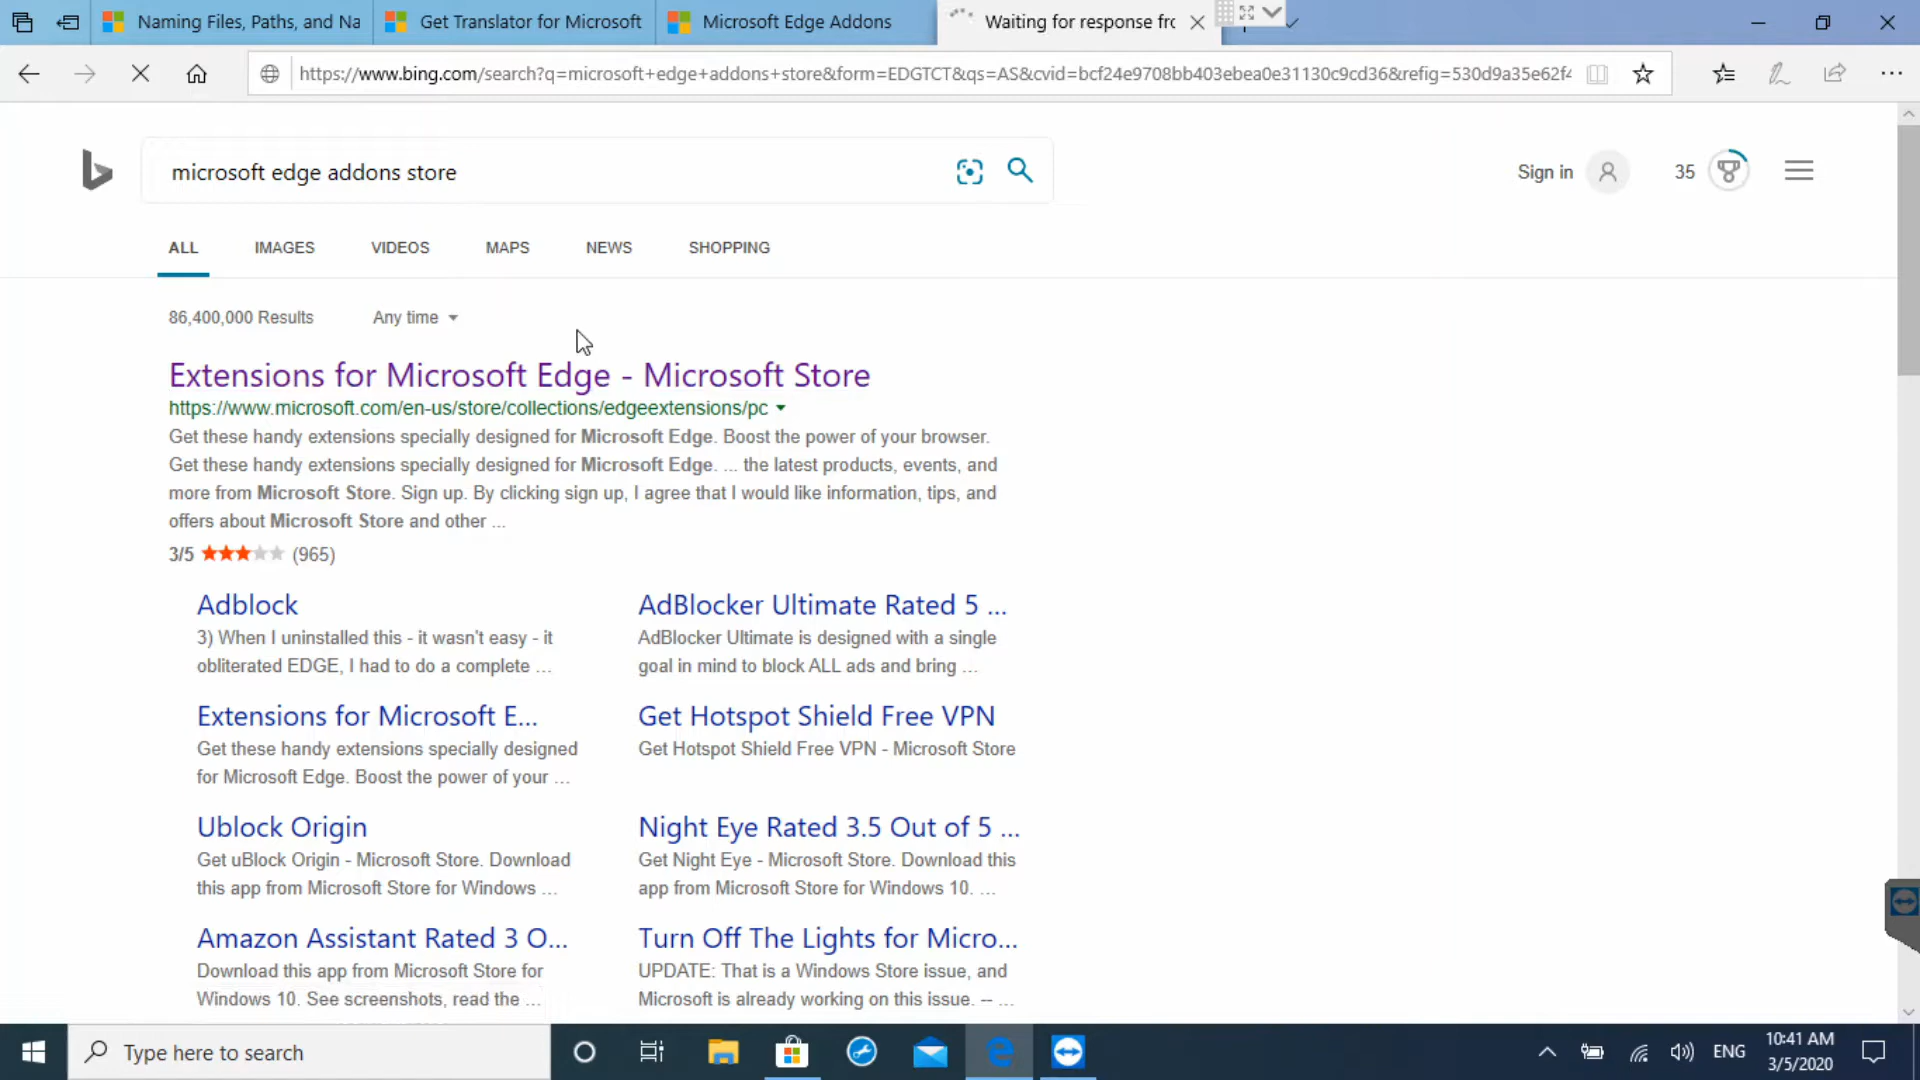 Naming Files, Paths, and Na
Get Translator for Microsoft
Microsoft Edge Addons
Waiting for response fro
https://www.bing.com/search?q=microsoft+edge+addons+store&form=EDGTCT&qs=AS&cvid=bcf24e9708bb403ebea0e31130c9cd36&refig=530d9a35e62f4
microsoft edge addons store
Sign in
35
ALL
IMAGES
VIDEOS
MAPS
NEWS
SHOPPING
86,400,000 Results
Any time
Extensions for Microsoft Edge - Microsoft Store
https://www.microsoft.com/en-us/store/collections/edgeextensions/pc
Get these handy extensions specially designed for Microsoft Edge. Boost the power of your browser.
Get these handy extensions specially designed for Microsoft Edge. ... the latest products, events, and
more from Microsoft Store. Sign up. By clicking sign up, I agree that I would like information, tips, and
offers about Microsoft Store and other ...
3/5
(965)
Adblock
3) When I uninstalled this - it wasn't easy - it
obliterated EDGE, I had to do a complete ...
AdBlocker Ultimate Rated 5 ...
AdBlocker Ultimate is designed with a single
goal in mind to block ALL ads and bring ...
Extensions for Microsoft E...
Get these handy extensions specially designed
for Microsoft Edge. Boost the power of your ...
Get Hotspot Shield Free VPN
Get Hotspot Shield Free VPN - Microsoft Store
Ublock Origin
Get uBlock Origin - Microsoft Store. Download
this app from Microsoft Store for Windows ...
Night Eye Rated 3.5 Out of 5 ...
Get Night Eye - Microsoft Store. Download this
app from Microsoft Store for Windows 10. ...
Amazon Assistant Rated 3 O...
Download this app from Microsoft Store for
Windows 10. See screenshots, read the ...
Turn Off The Lights for Micro...
UPDATE: That is a Windows Store issue, and
Microsoft is already working on this issue. -- ...
Type here to search
ENG
10:41 AM
3/5/2020